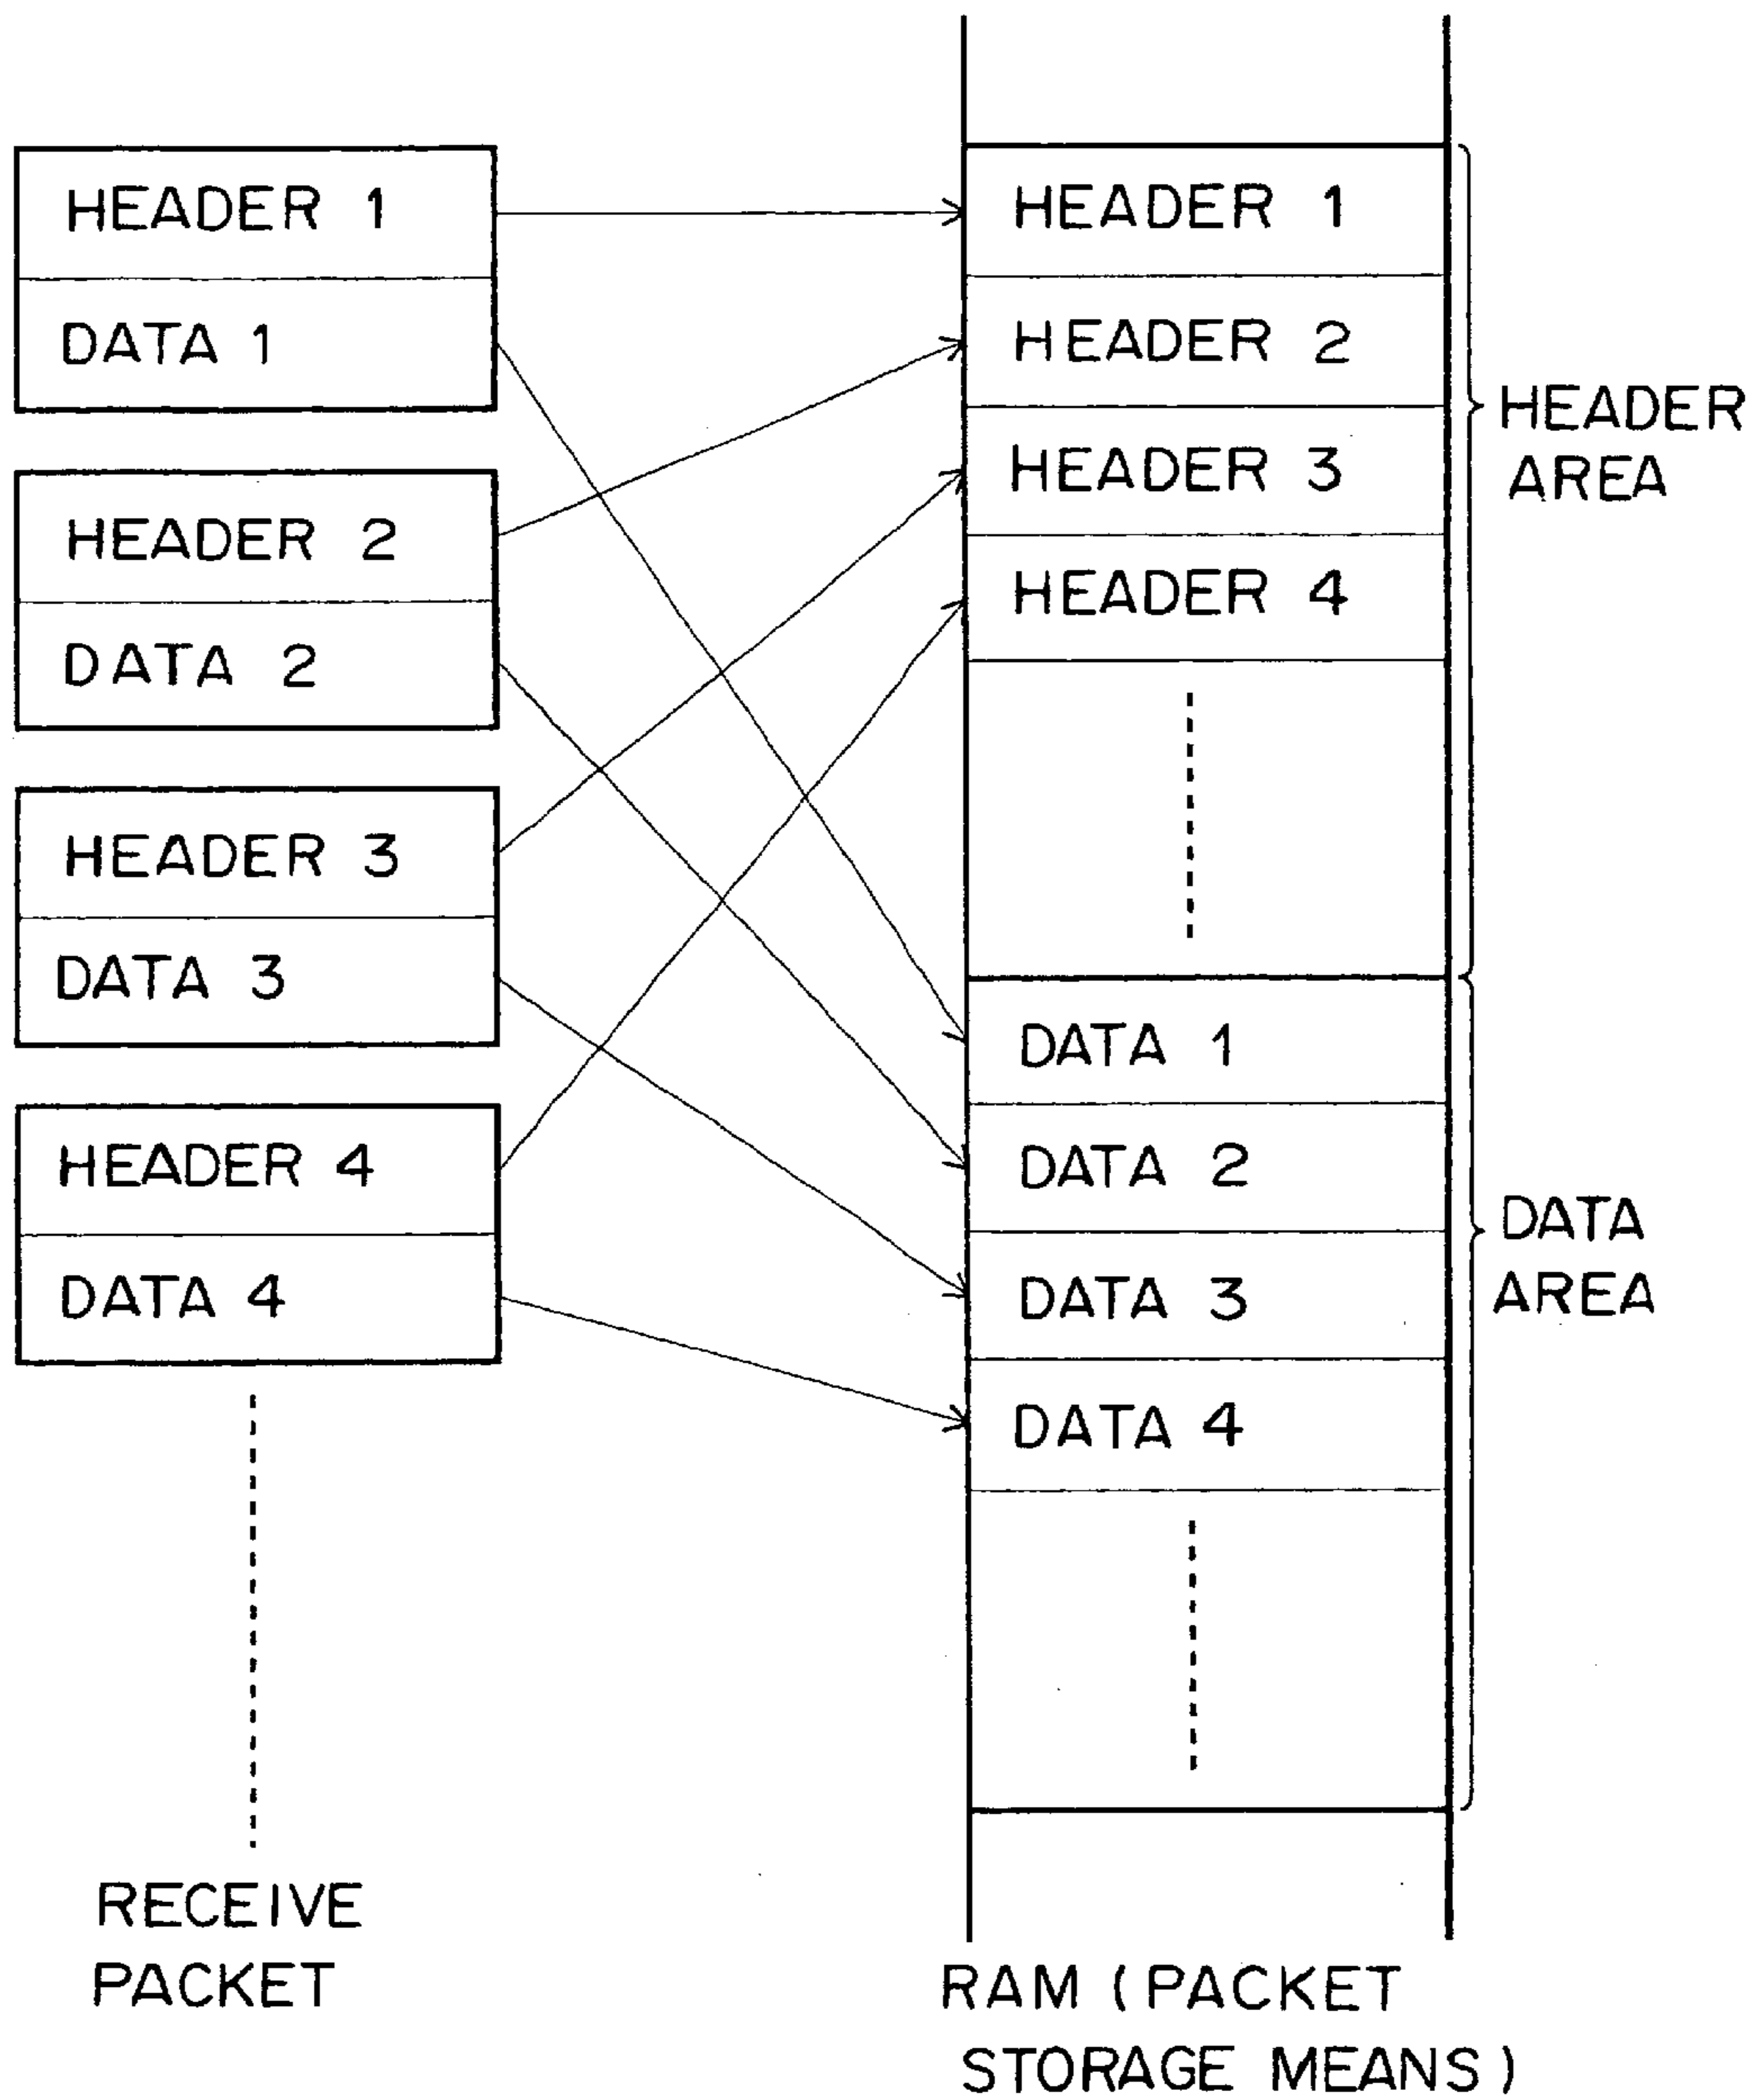 HEADER 1
DATA 1
HEADER 2
DATA 2
HEADER 3
DATA 3
HEADER 4
DATA 4
RECEIVE
PACKET
HEADER 1
HEADER 2
HEADER 3
HEADER 4
DATA 1
DATA 2
DATA 3
DATA 4
RAM (PACKET
STORAGE MEANS)
HEADER
AREA
DATA
AREA